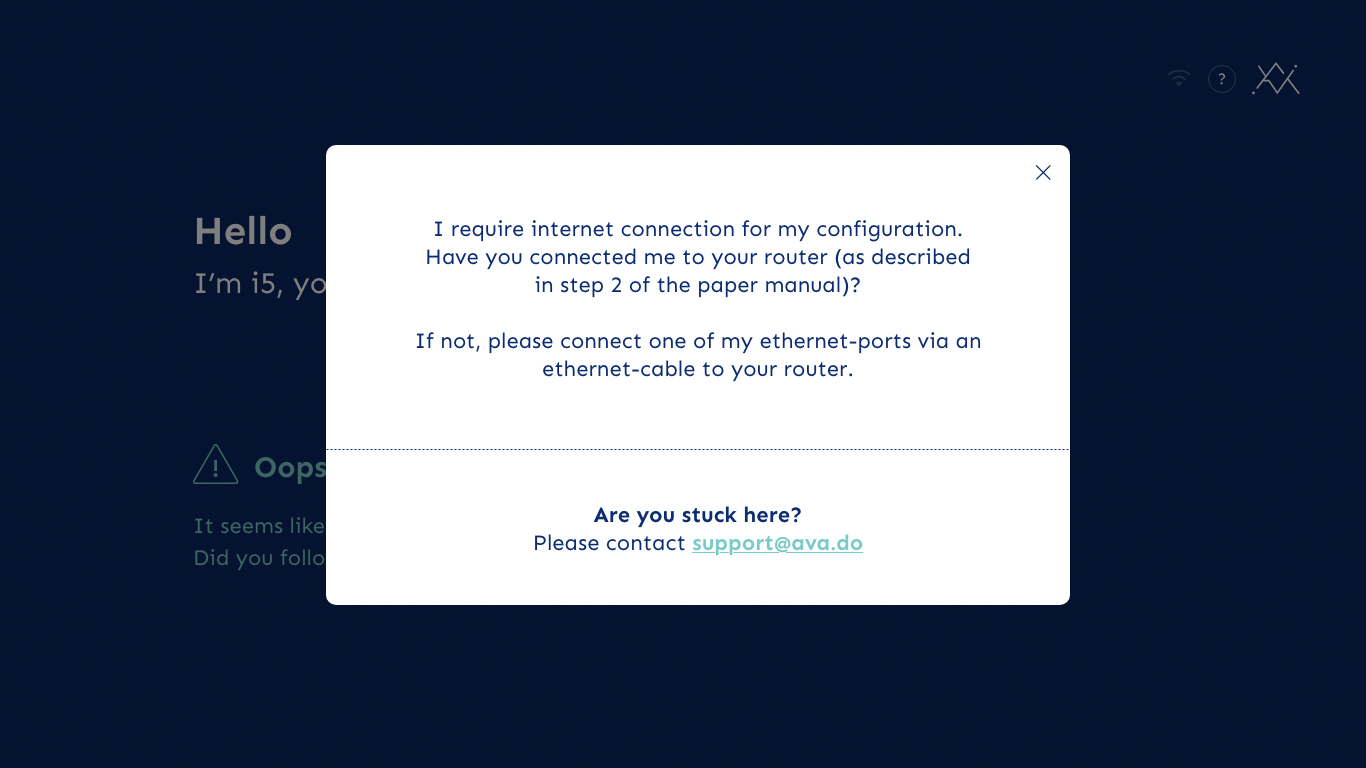 ?
Hello
I’m i5, yo
Oops
It seems like
Did you follo
I require internet connection for my configuration.
Have you connected me to your router (as described
in step 2 of the paper manual)?
If not, please connect one of my ethernet-ports via an
ethernet-cable to your router.
Are you stuck here?
Please contact support@ava.do